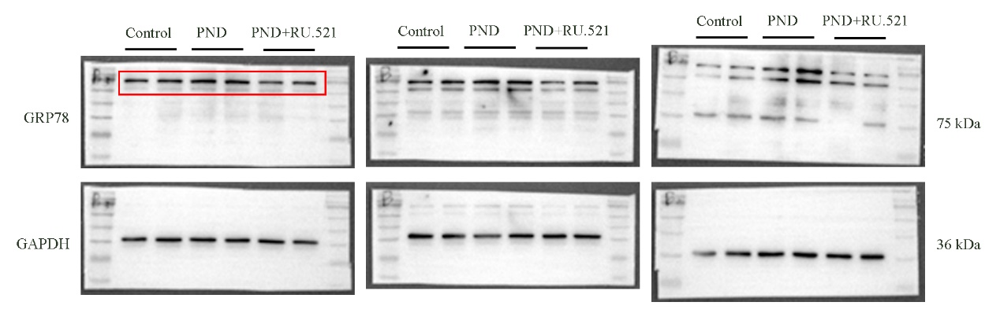 Control PND PND+RU.521
Control PND PND+RU.521
Control PND PND+RU.521
GRP78
75 kDa
GAPDH
36 kDa